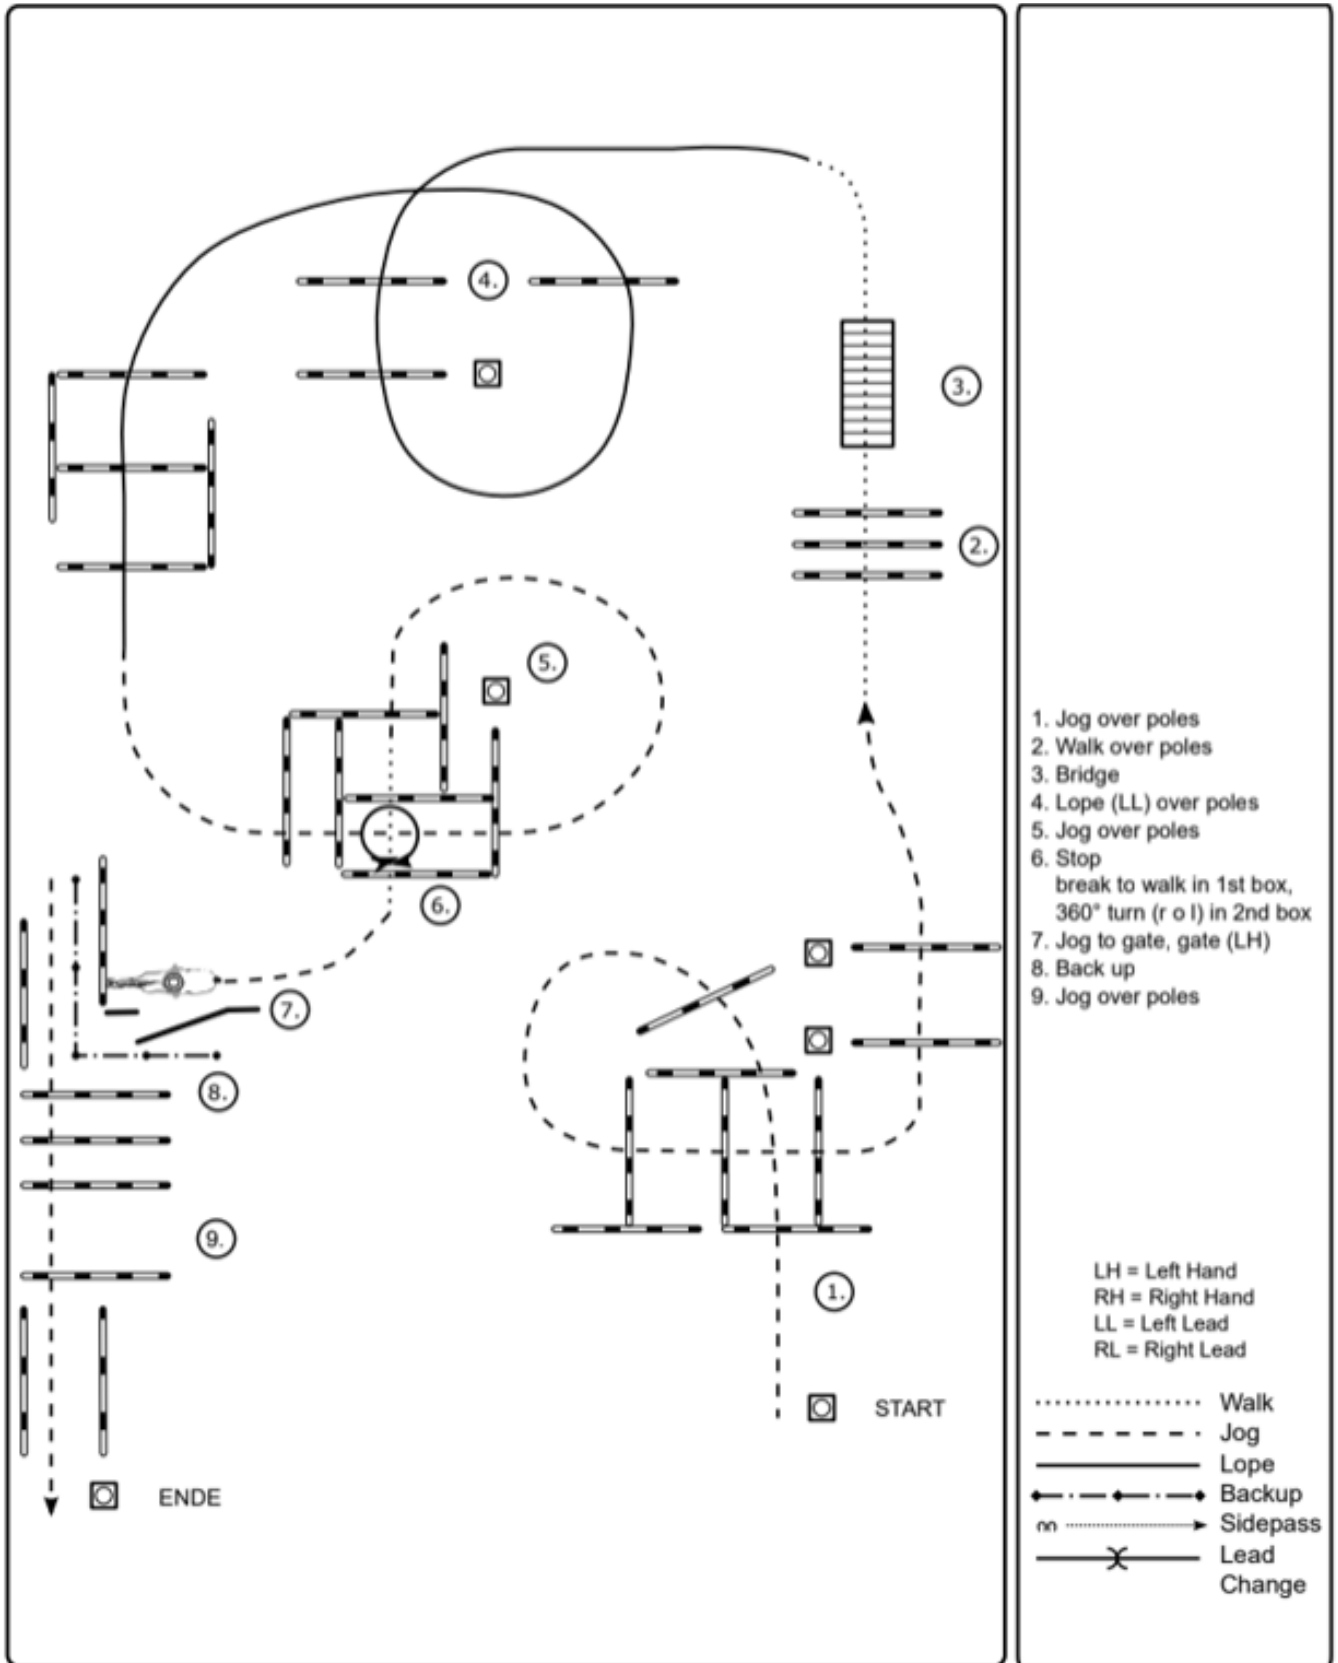 4.
3.
2.
5.
6.
7.
8.
9.
1.
START
ENDE
1. Jog over poles
2. Walk over poles
3. Bridge
4. Lope (LL) over poles
5. Jog over poles
6. Stop
break to walk in 1st box,
360° turn (r o l) in 2nd box
7. Jog to gate, gate (LH)
8. Back up
9. Jog over poles
LH = Left Hand
RH = Right Hand
LL = Left Lead
RL = Right Lead
Walk
Jog
Lope
Backup
Sidepass
Lead
Change